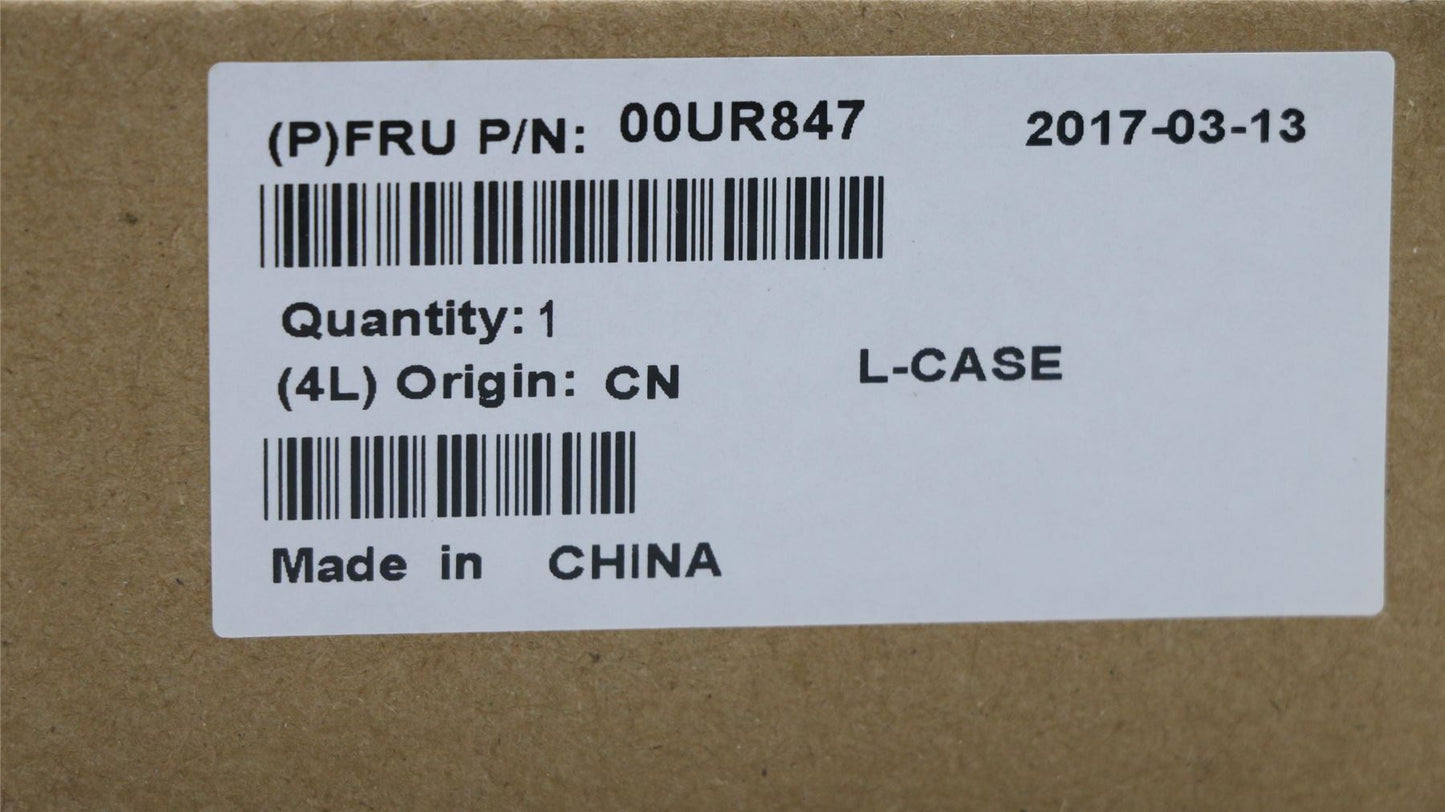 (P)FRU P/N: 00UR847 2017-03-13
Quantity: 1
(4L) Origin: CN L-CASE
Made in CHINA